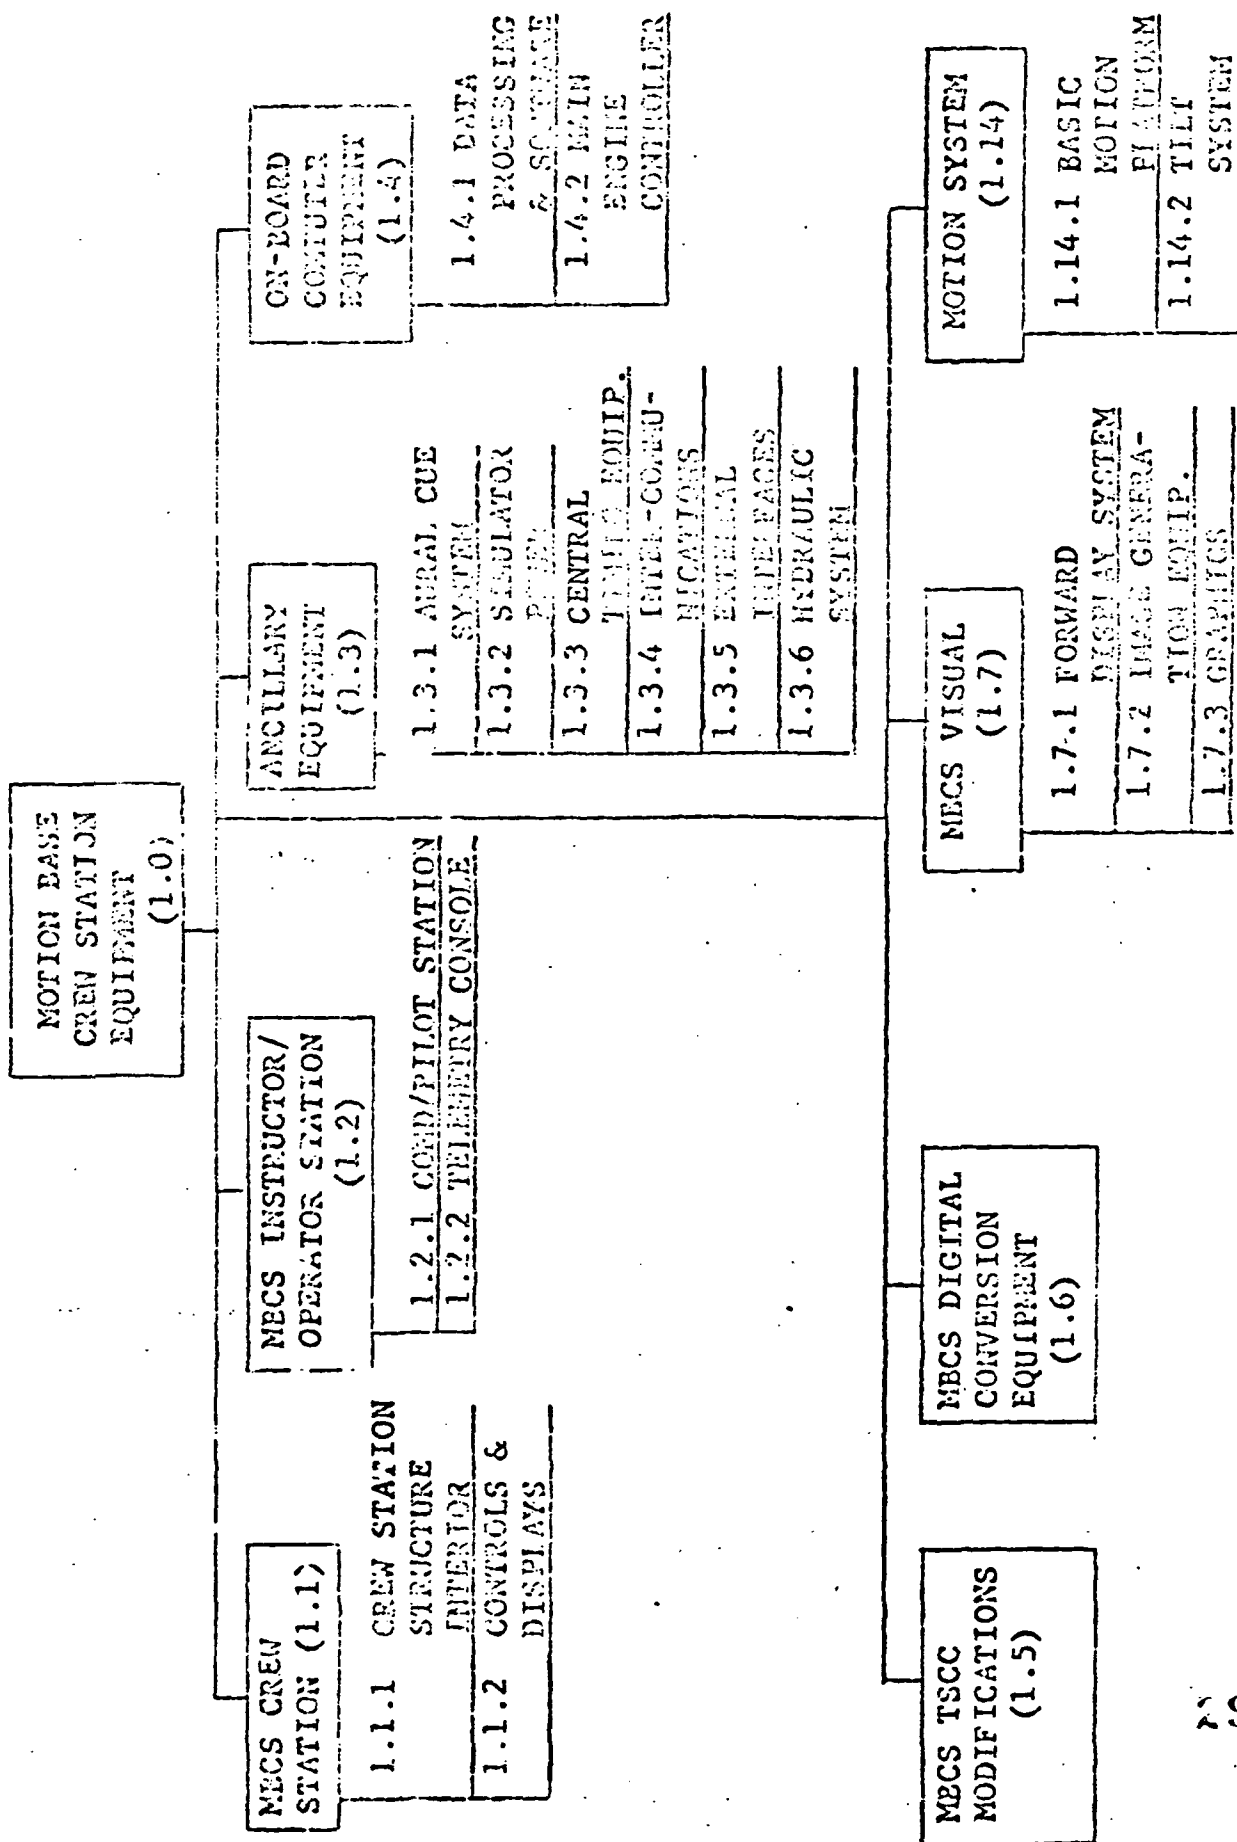 MOTION BASE
CREW STATION
EQUIPMENT
(1.0)
MBCS CREW
STATION (1.1)
1.1.1 CREW STATION
STRUCTURE
INTERIOR
1.1.2 CONTROLS &
DISPLAYS
MBCS INSTRUCTOR/
OPERATOR STATION
(1.2)
1.2.1 COMD/PILOT STATION
1.2.2 TELEMETRY CONSOLE
ANCILLARY
EQUIPMENT
(1.3)
1.3.1 AURAL CUE
SYSTEM
1.3.2 SIMULATOR
POWER
1.3.3 CENTRAL
TIMING EQUIP.
1.3.4 INTER-COMMU-
NICATIONS
1.3.5 EXTERNAL
INTERFACES
1.3.6 HYDRAULIC
SYSTEM
ON-BOARD
COMPUTER
EQUIPMENT
(1.4)
1.4.1 DATA
PROCESSING
& SOFTWARE
1.4.2 MAIN
ENGINE
CONTROLLER
MBCS TSCC
MODIFICATIONS
(1.5)
MBCS DIGITAL
CONVERSION
EQUIPMENT
(1.6)
MBCS VISUAL
(1.7)
1.7.1 FORWARD
DISPLAY SYSTEM
1.7.2 IMAGE GENERA-
TION EQUIP.
1.7.3 GRAPHICS
MOTION SYSTEM
(1.14)
1.14.1 BASIC
MOTION
PLATFORM
1.14.2 TILT
SYSTEM